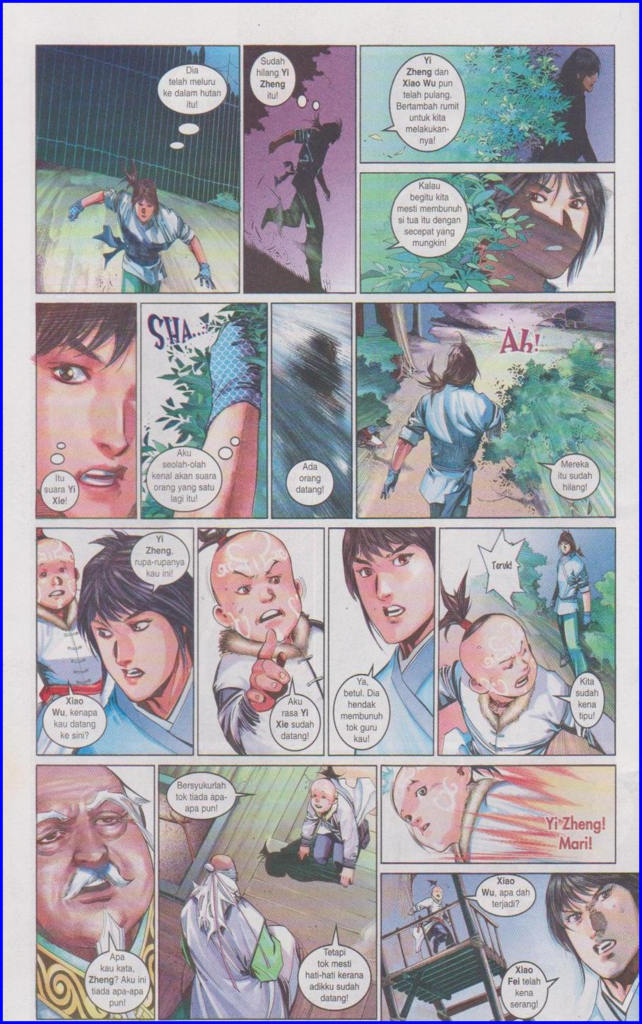 Dia
telah meluru
ke dalam hutan
itu!
Sudah
hilang Yi
Zheng
itu!
Yi
Zheng dan
Xiao Wu pun
telah pulang.
Bertambah rumit
untuk kita
melakukan-
nya!
Kalau
begitu kita
mesti membunuh
si tua itu dengan
secepat yang
mungkin!
Itu
suara Yi
Xie!
SHA...
Aku
seolah-olah
kenal akan suara
orang yang satu
lagi itu!
Ada
orang
datang!
Ah!
Mereka
itu sudah
hilang!
Yi
Zheng,
rupa-rupanya
kau ini!
Xiao
Wu, kenapa
kau datang
ke sini?
Aku
rasa Yi
Xie sudah
datang!
Ya,
betul. Dia
hendak
membunuh
tok guru
kau!
Teruk!
Kita
sudah
kena
tipu!
Apa
kau kata,
Zheng? Aku ini
tiada apa-apa
pun!
Bersyukurlah
tok tiada apa-
apa pun!
Tetapi
tok mesti
hati-hati kerana
adikku sudah
datang!
Yi Zheng!
Mari!
Xiao
Wu, apa dah
terjadi?
Xiao
Fei telah
kena
serang!